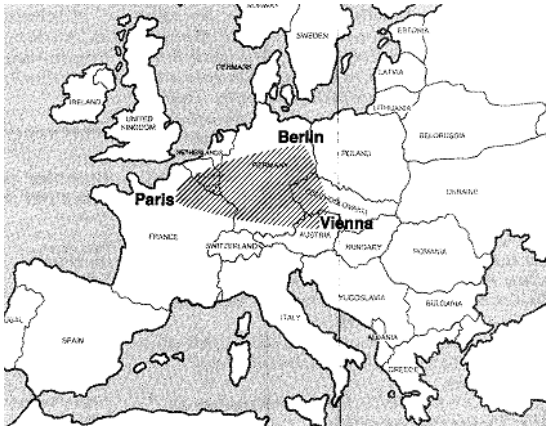 NORWAY
SWEDEN
ESTONIA
LATVIA
LITHUANIA
DENMARK
IRELAND
UNITED
KINGDOM
NETHERLANDS
Berlin
GERMANY
POLAND
BELORUSSIA
UKRAINE
Paris
Vienna
FRANCE
SWITZERLAND
AUSTRIA
HUNGARY
ROMANIA
YUGOSLAVIA
BULGARIA
ITALY
ALBANIA
GREECE
SPAIN